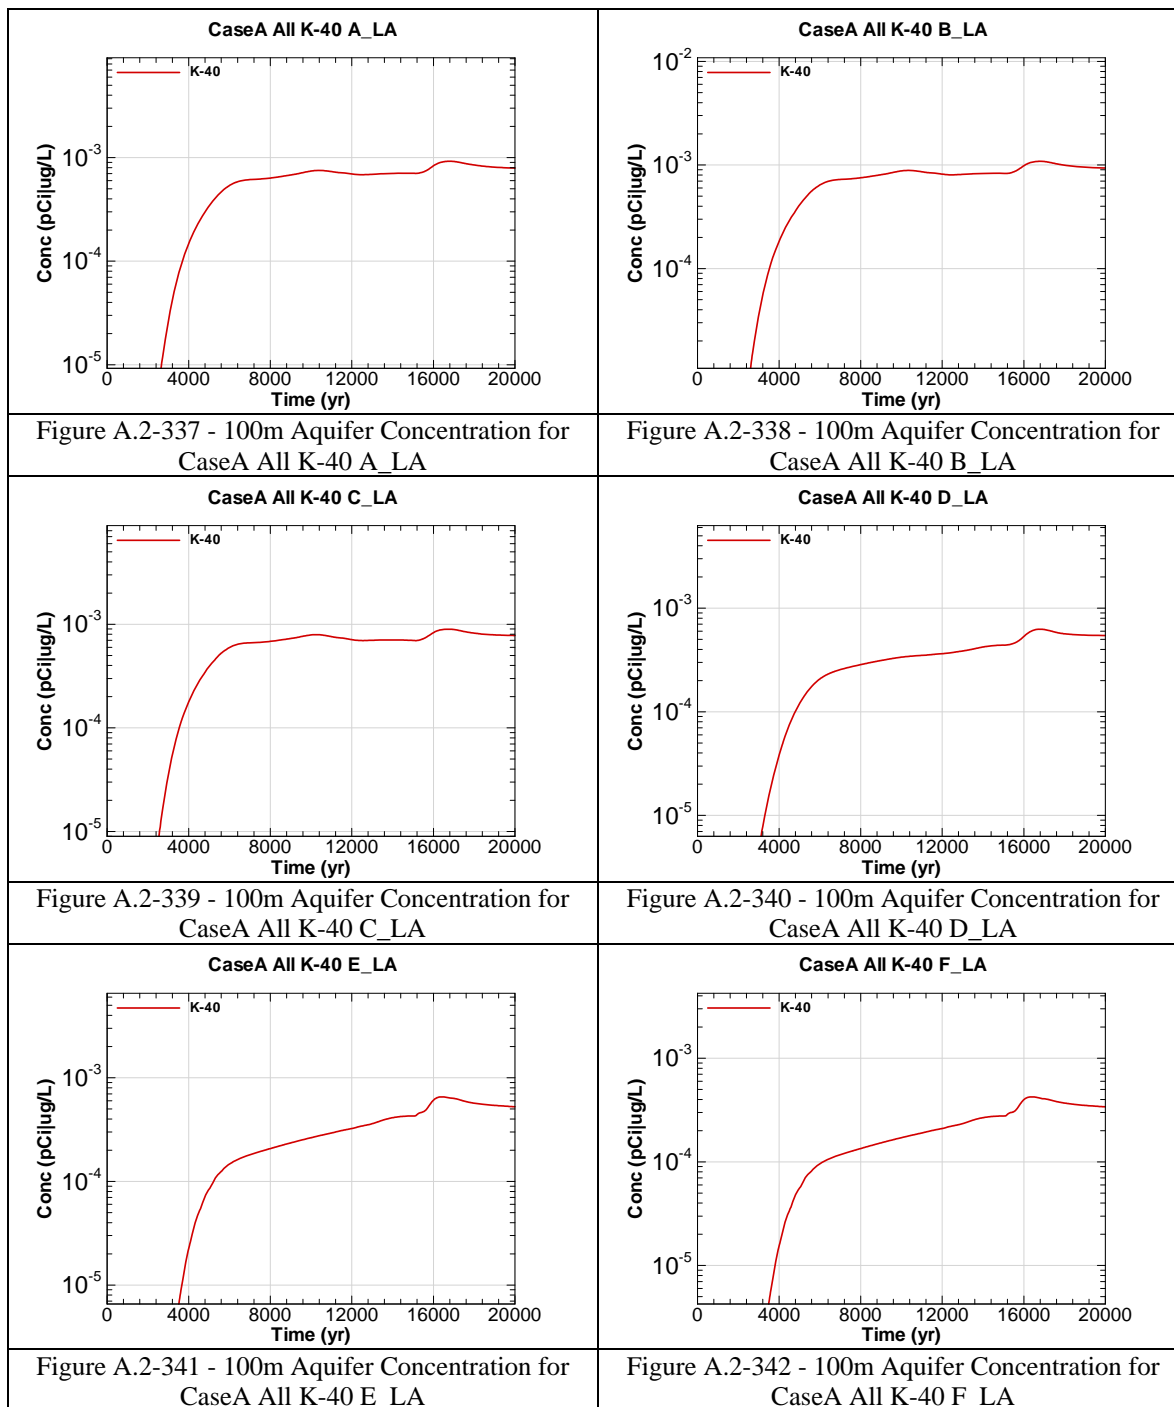 CaseA All K-40 A_LA
K-40
10^-3
10^-4
10^-5
Conc (pCi|ug/L)
0 4000 8000 12000 16000 20000
Time (yr)
Figure A.2-337 - 100m Aquifer Concentration for
CaseA All K-40 A_LA
CaseA All K-40 B_LA
K-40
10^-2
10^-3
10^-4
Conc (pCi|ug/L)
0 4000 8000 12000 16000 20000
Time (yr)
Figure A.2-338 - 100m Aquifer Concentration for
CaseA All K-40 B_LA
CaseA All K-40 C_LA
K-40
10^-3
10^-4
10^-5
Conc (pCi|ug/L)
0 4000 8000 12000 16000 20000
Time (yr)
Figure A.2-339 - 100m Aquifer Concentration for
CaseA All K-40 C_LA
CaseA All K-40 D_LA
K-40
10^-3
10^-4
10^-5
Conc (pCi|ug/L)
0 4000 8000 12000 16000 20000
Time (yr)
Figure A.2-340 - 100m Aquifer Concentration for
CaseA All K-40 D_LA
CaseA All K-40 E_LA
K-40
10^-3
10^-4
10^-5
Conc (pCi|ug/L)
0 4000 8000 12000 16000 20000
Time (yr)
Figure A.2-341 - 100m Aquifer Concentration for
CaseA All K-40 E_LA
CaseA All K-40 F_LA
K-40
10^-3
10^-4
10^-5
Conc (pCi|ug/L)
0 4000 8000 12000 16000 20000
Time (yr)
Figure A.2-342 - 100m Aquifer Concentration for
CaseA All K-40 F_LA